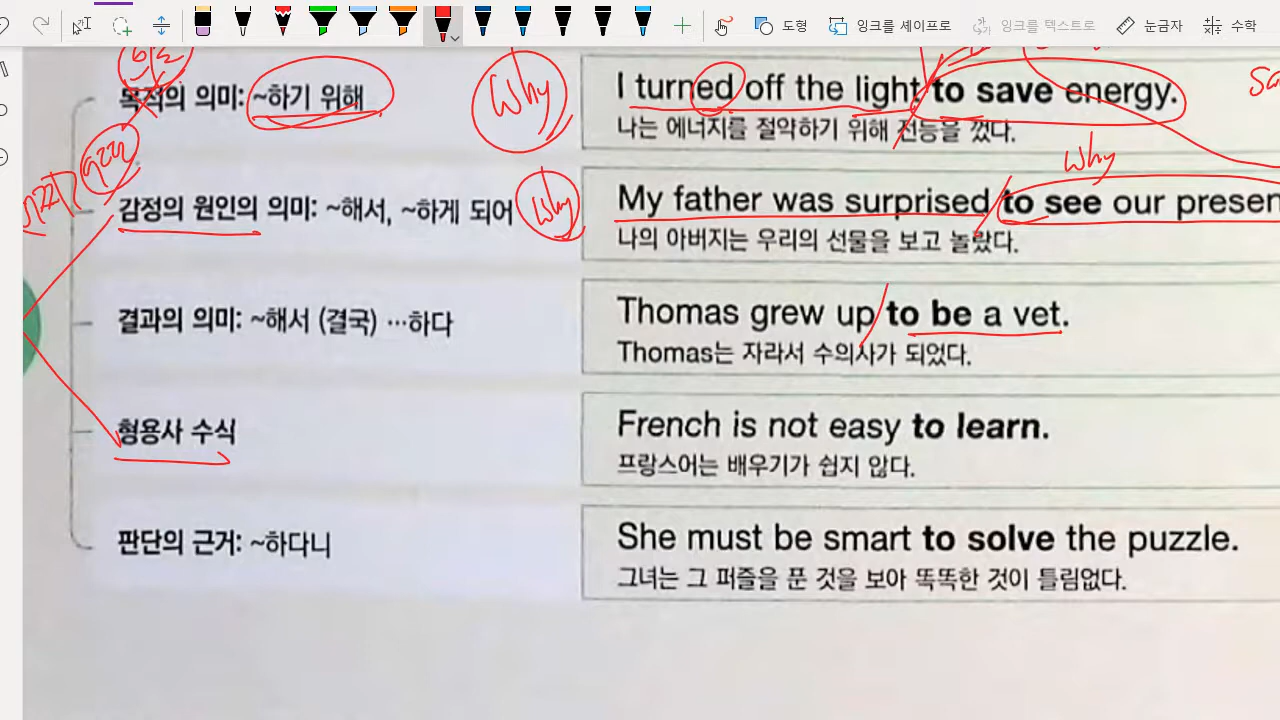 도형
잉크를 셰이프로
잉크를 텍스트로
눈금자
수학
목적의 의미: ~하기 위해
Why
I turned off the light to save energy.
나는 에너지를 절약하기 위해 전등을 껐다.
Why
감정의 원인의 의미: ~해서, ~하게 되어
Why
My father was surprised to see our presen
나의 아버지는 우리의 선물을 보고 놀랐다.
결과의 의미: ~해서 (결국) …하다
Thomas grew up to be a vet.
Thomas는 자라서 수의사가 되었다.
형용사 수식
French is not easy to learn.
프랑스어는 배우기가 쉽지 않다.
판단의 근거: ~하다니
She must be smart to solve the puzzle.
그녀는 그 퍼즐을 푼 것을 보아 똑똑한 것이 틀림없다.